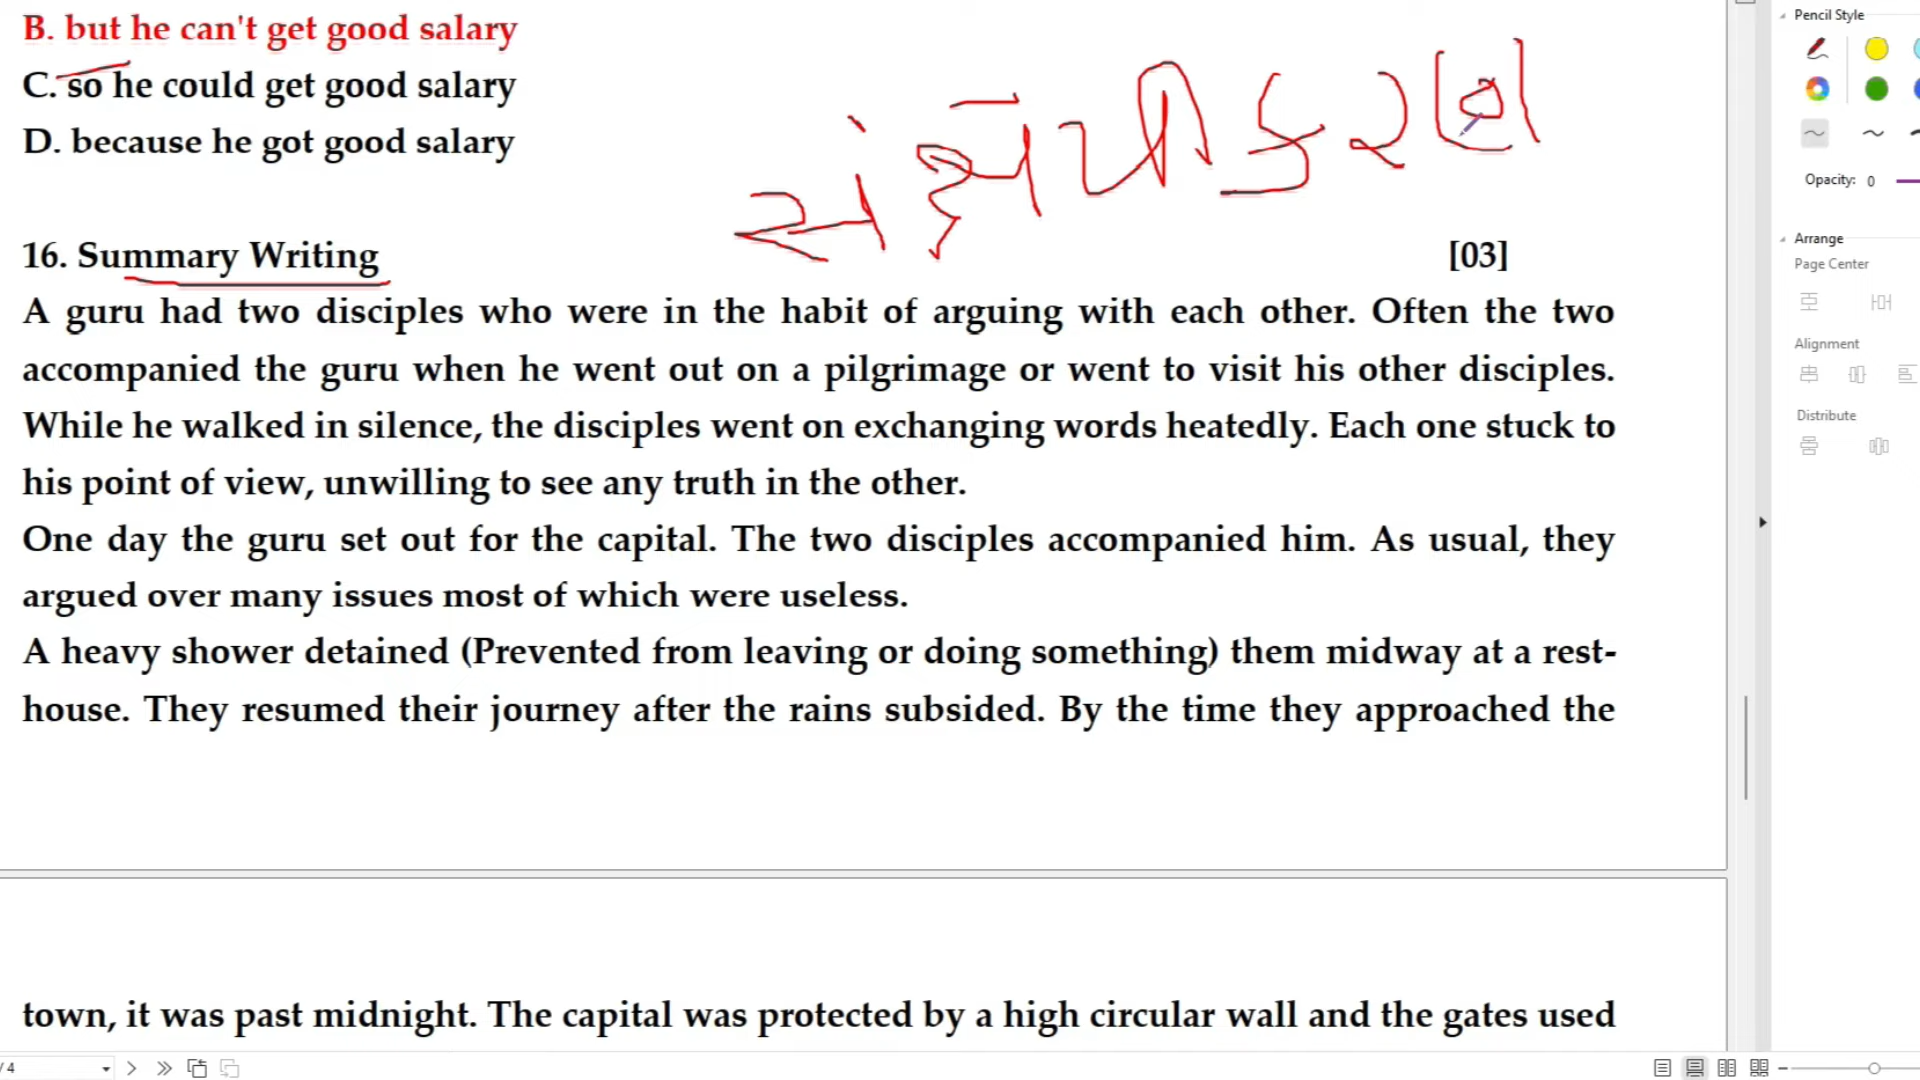 B. but he can't get good salary
C. so he could get good salary
D. because he got good salary
16. Summary Writing [03]
A guru had two disciples who were in the habit of arguing with each other. Often the two
accompanied the guru when he went out on a pilgrimage or went to visit his other disciples.
While he walked in silence, the disciples went on exchanging words heatedly. Each one stuck to
his point of view, unwilling to see any truth in the other.
One day the guru set out for the capital. The two disciples accompanied him. As usual, they
argued over many issues most of which were useless.
A heavy shower detained (Prevented from leaving or doing something) them midway at a rest-
house. They resumed their journey after the rains subsided. By the time they approached the
town, it was past midnight. The capital was protected by a high circular wall and the gates used
/4
Pencil Style
Opacity: 0
Arrange
Page Center
Alignment
Distribute